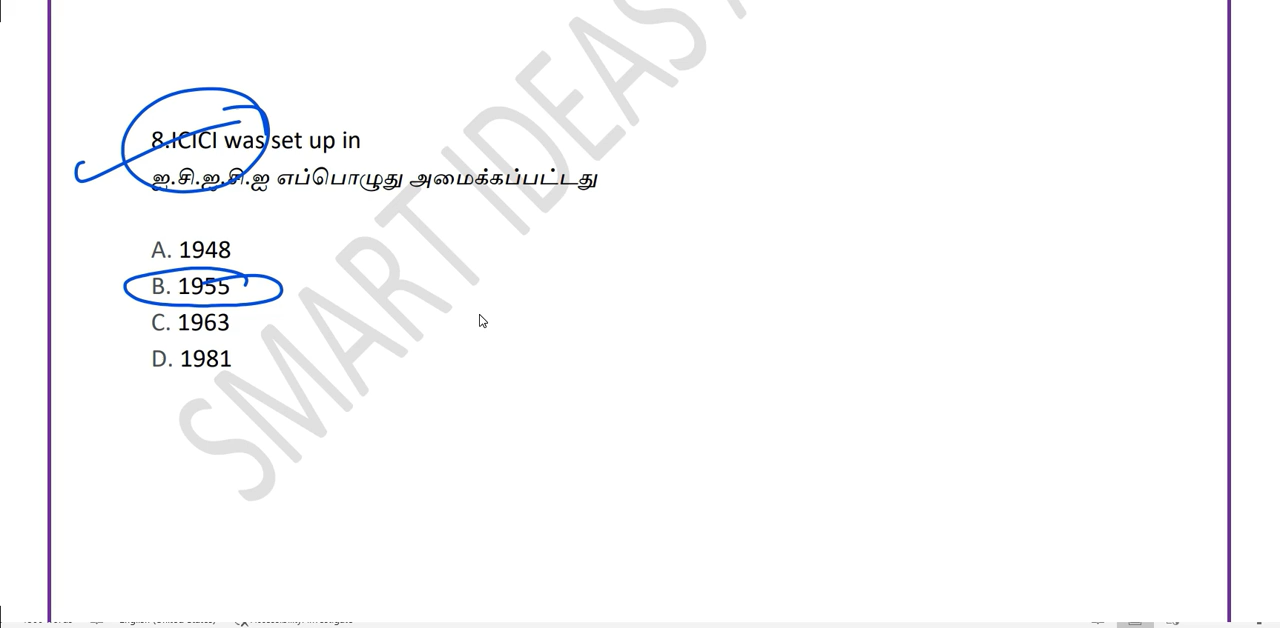 SMART IDEAS
8.ICICI was set up in
ஐ.சி.ஐ.சி.ஐ எப்பொழுது அமைக்கப்பட்டது
A. 1948
B. 1955
C. 1963
D. 1981